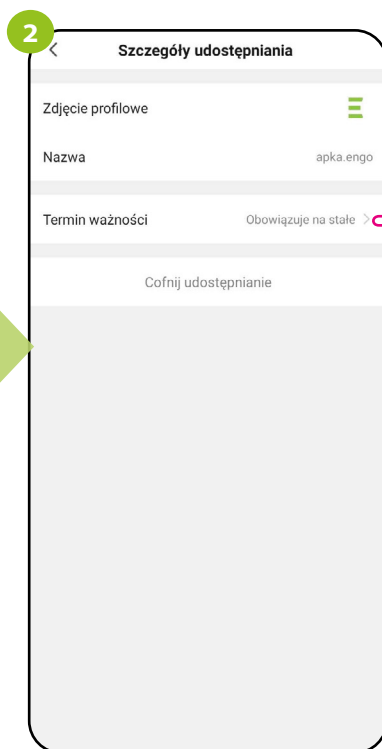 2
Szczegóły udostępniania
Zdjęcie profilowe
Nazwa
apka.engo
Termin ważności
Obowiązuje na stałe
Cofnij udostępnianie